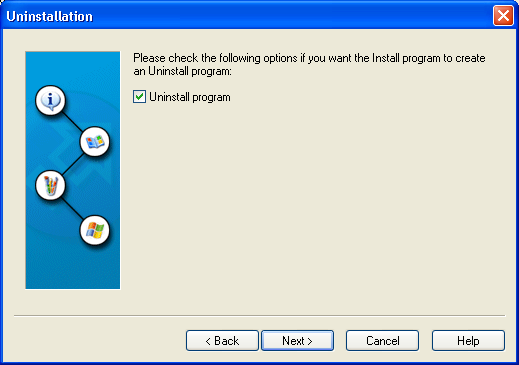 Uninstallation
Please check the following options if you want the Install program to create
an Uninstall program:
Uninstall program
< Back
Next >
Cancel
Help